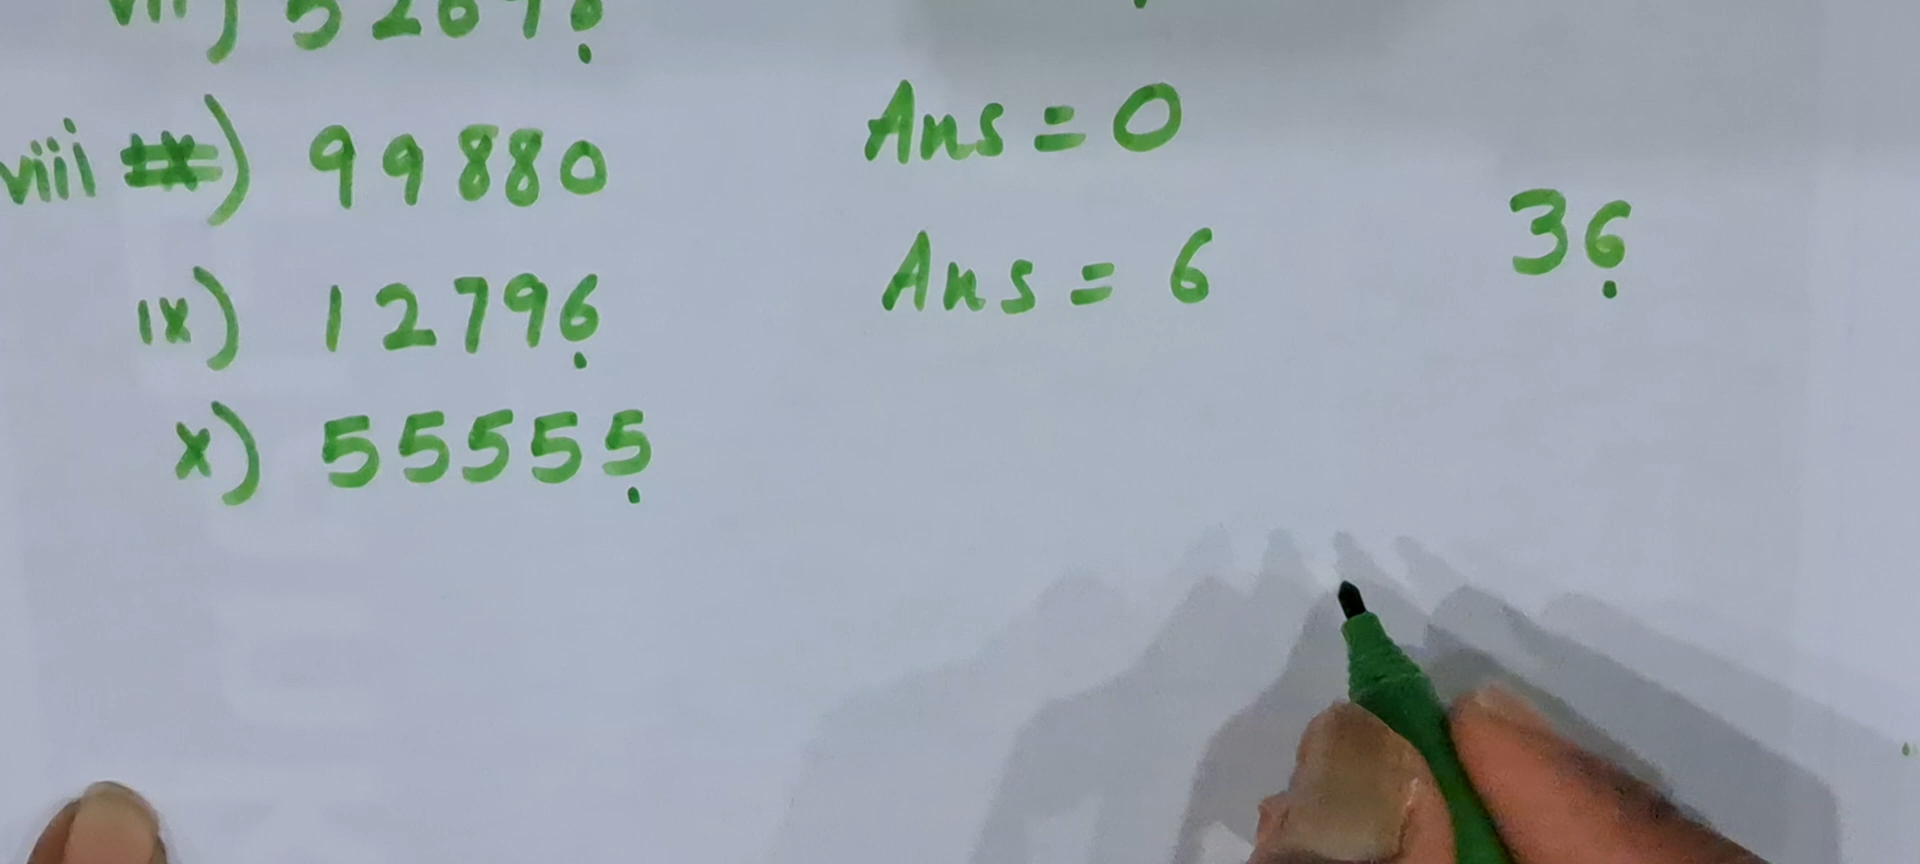 viii) 99880 Ans = 0
ix) 12796 Ans = 6 36
x) 55555